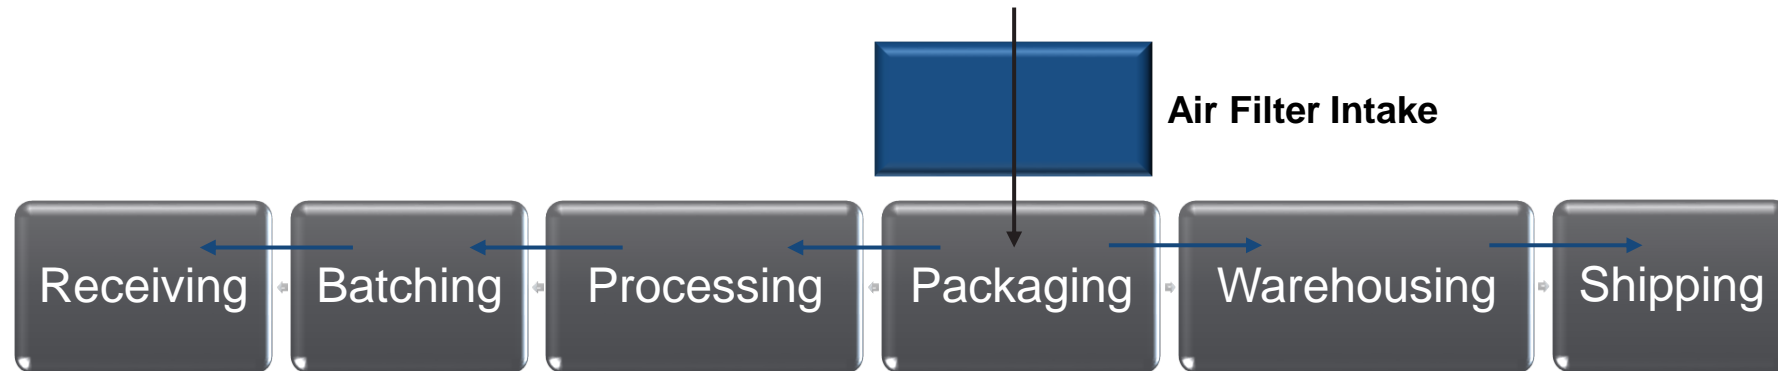 Air Filter Intake
Receiving
Batching
Processing
Packaging
Warehousing
Shipping